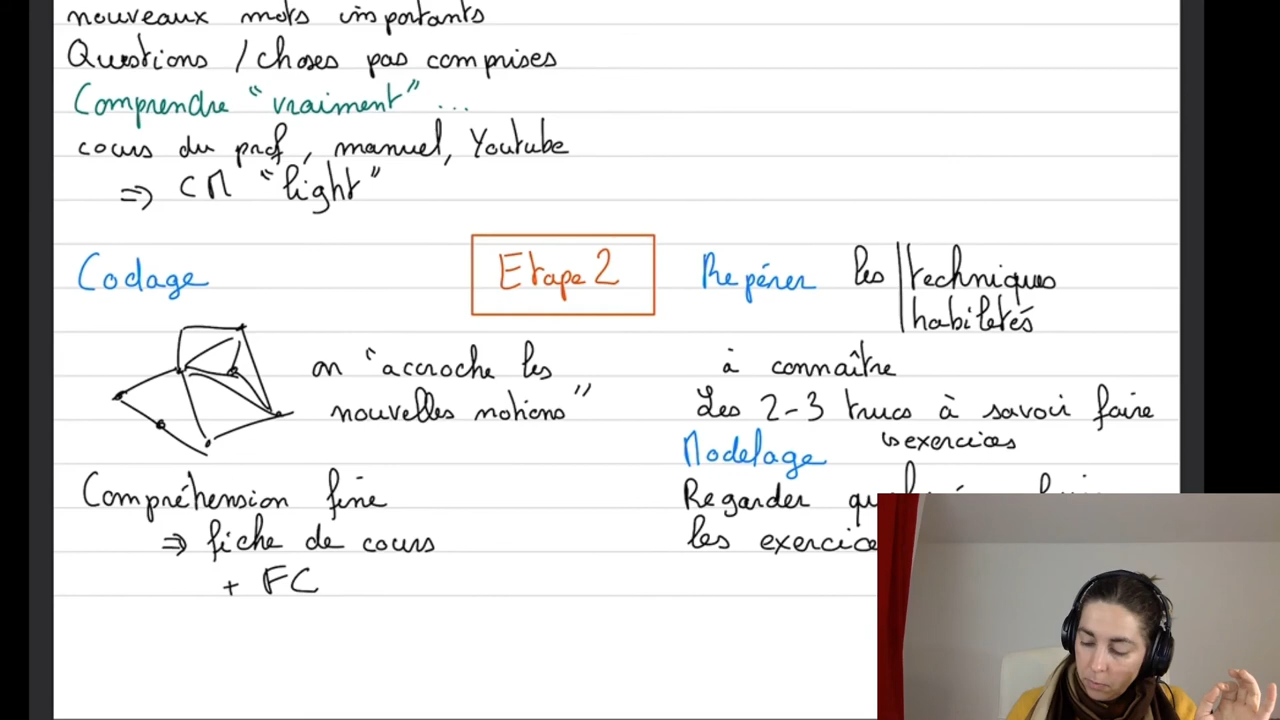 nouveaux mots importants
Questions / choses pas comprises
Comprendre "vraiment" ...
cours du prof, manuel, Youtube
⇒ CM "light"
Etape 2
Codage
on "accroche les
nouvelles notions"
Compréhension fine
⇒ fiche de cours
+ FC
Repérer les techniques
habiletés
à connaître
Les 2-3 trucs à savoir faire
↳ exercices
Modelage
Regarder
les